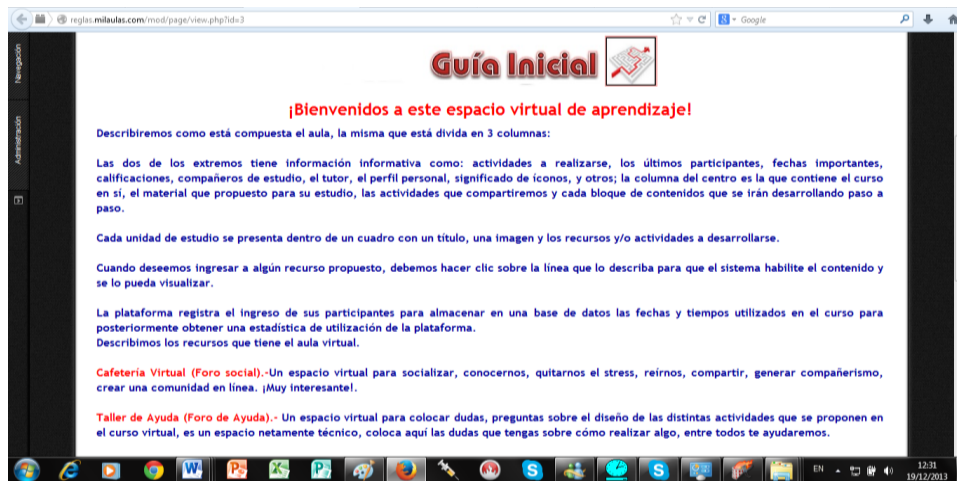 reglas.milaulas.com/mod/page/view.php?id=3
Google
Navegación
Administración
Guía Inicial
¡Bienvenidos a este espacio virtual de aprendizaje!
Describiremos como está compuesta el aula, la misma que está divida en 3 columnas:
Las dos de los extremos tiene información informativa como: actividades a realizarse, los últimos participantes, fechas importantes,
calificaciones, compañeros de estudio, el tutor, el perfil personal, significado de íconos, y otros; la columna del centro es la que contiene el curso
en sí, el material que propuesto para su estudio, las actividades que compartiremos y cada bloque de contenidos que se irán desarrollando paso a
paso.
Cada unidad de estudio se presenta dentro de un cuadro con un título, una imagen y los recursos y/o actividades a desarrollarse.
Cuando deseemos ingresar a algún recurso propuesto, debemos hacer clic sobre la línea que lo describa para que el sistema habilite el contenido y
se lo pueda visualizar.
La plataforma registra el ingreso de sus participantes para almacenar en una base de datos las fechas y tiempos utilizados en el curso para
posteriormente obtener una estadística de utilización de la plataforma.
Describimos los recursos que tiene el aula virtual.
Cafetería Virtual (Foro social).-Un espacio virtual para socializar, conocernos, quitarnos el stress, reírnos, compartir, generar compañerismo,
crear una comunidad en línea. ¡Muy interesante!.
Taller de Ayuda (Foro de Ayuda).- Un espacio virtual para colocar dudas, preguntas sobre el diseño de las distintas actividades que se proponen en
el curso virtual, es un espacio netamente técnico, coloca aquí las dudas que tengas sobre cómo realizar algo, entre todos te ayudaremos.
EN
12:31
19/12/2013